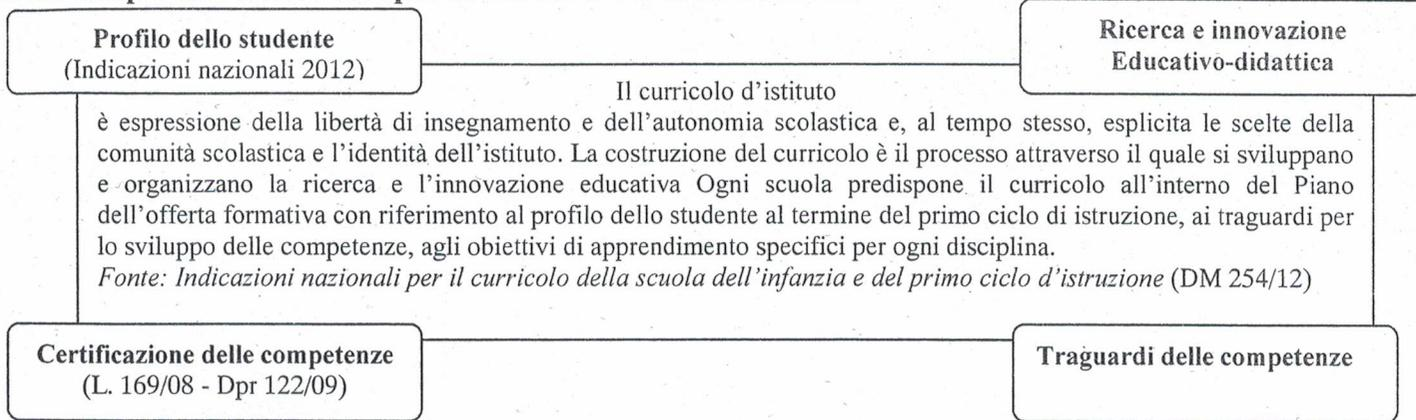 Profilo dello studente
(Indicazioni nazionali 2012)
Ricerca e innovazione
Educativo-didattica
Il curricolo d'istituto
è espressione della libertà di insegnamento e dell'autonomia scolastica e, al tempo stesso, esplicita le scelte della
comunità scolastica e l'identità dell'istituto. La costruzione del curricolo è il processo attraverso il quale si sviluppano
e organizzano la ricerca e l'innovazione educativa Ogni scuola predispone il curricolo all'interno del Piano
dell'offerta formativa con riferimento al profilo dello studente al termine del primo ciclo di istruzione, ai traguardi per
lo sviluppo delle competenze, agli obiettivi di apprendimento specifici per ogni disciplina.
Fonte: Indicazioni nazionali per il curricolo della scuola dell'infanzia e del primo ciclo d'istruzione (DM 254/12)
Certificazione delle competenze
(L. 169/08 - Dpr 122/09)
Traguardi delle competenze